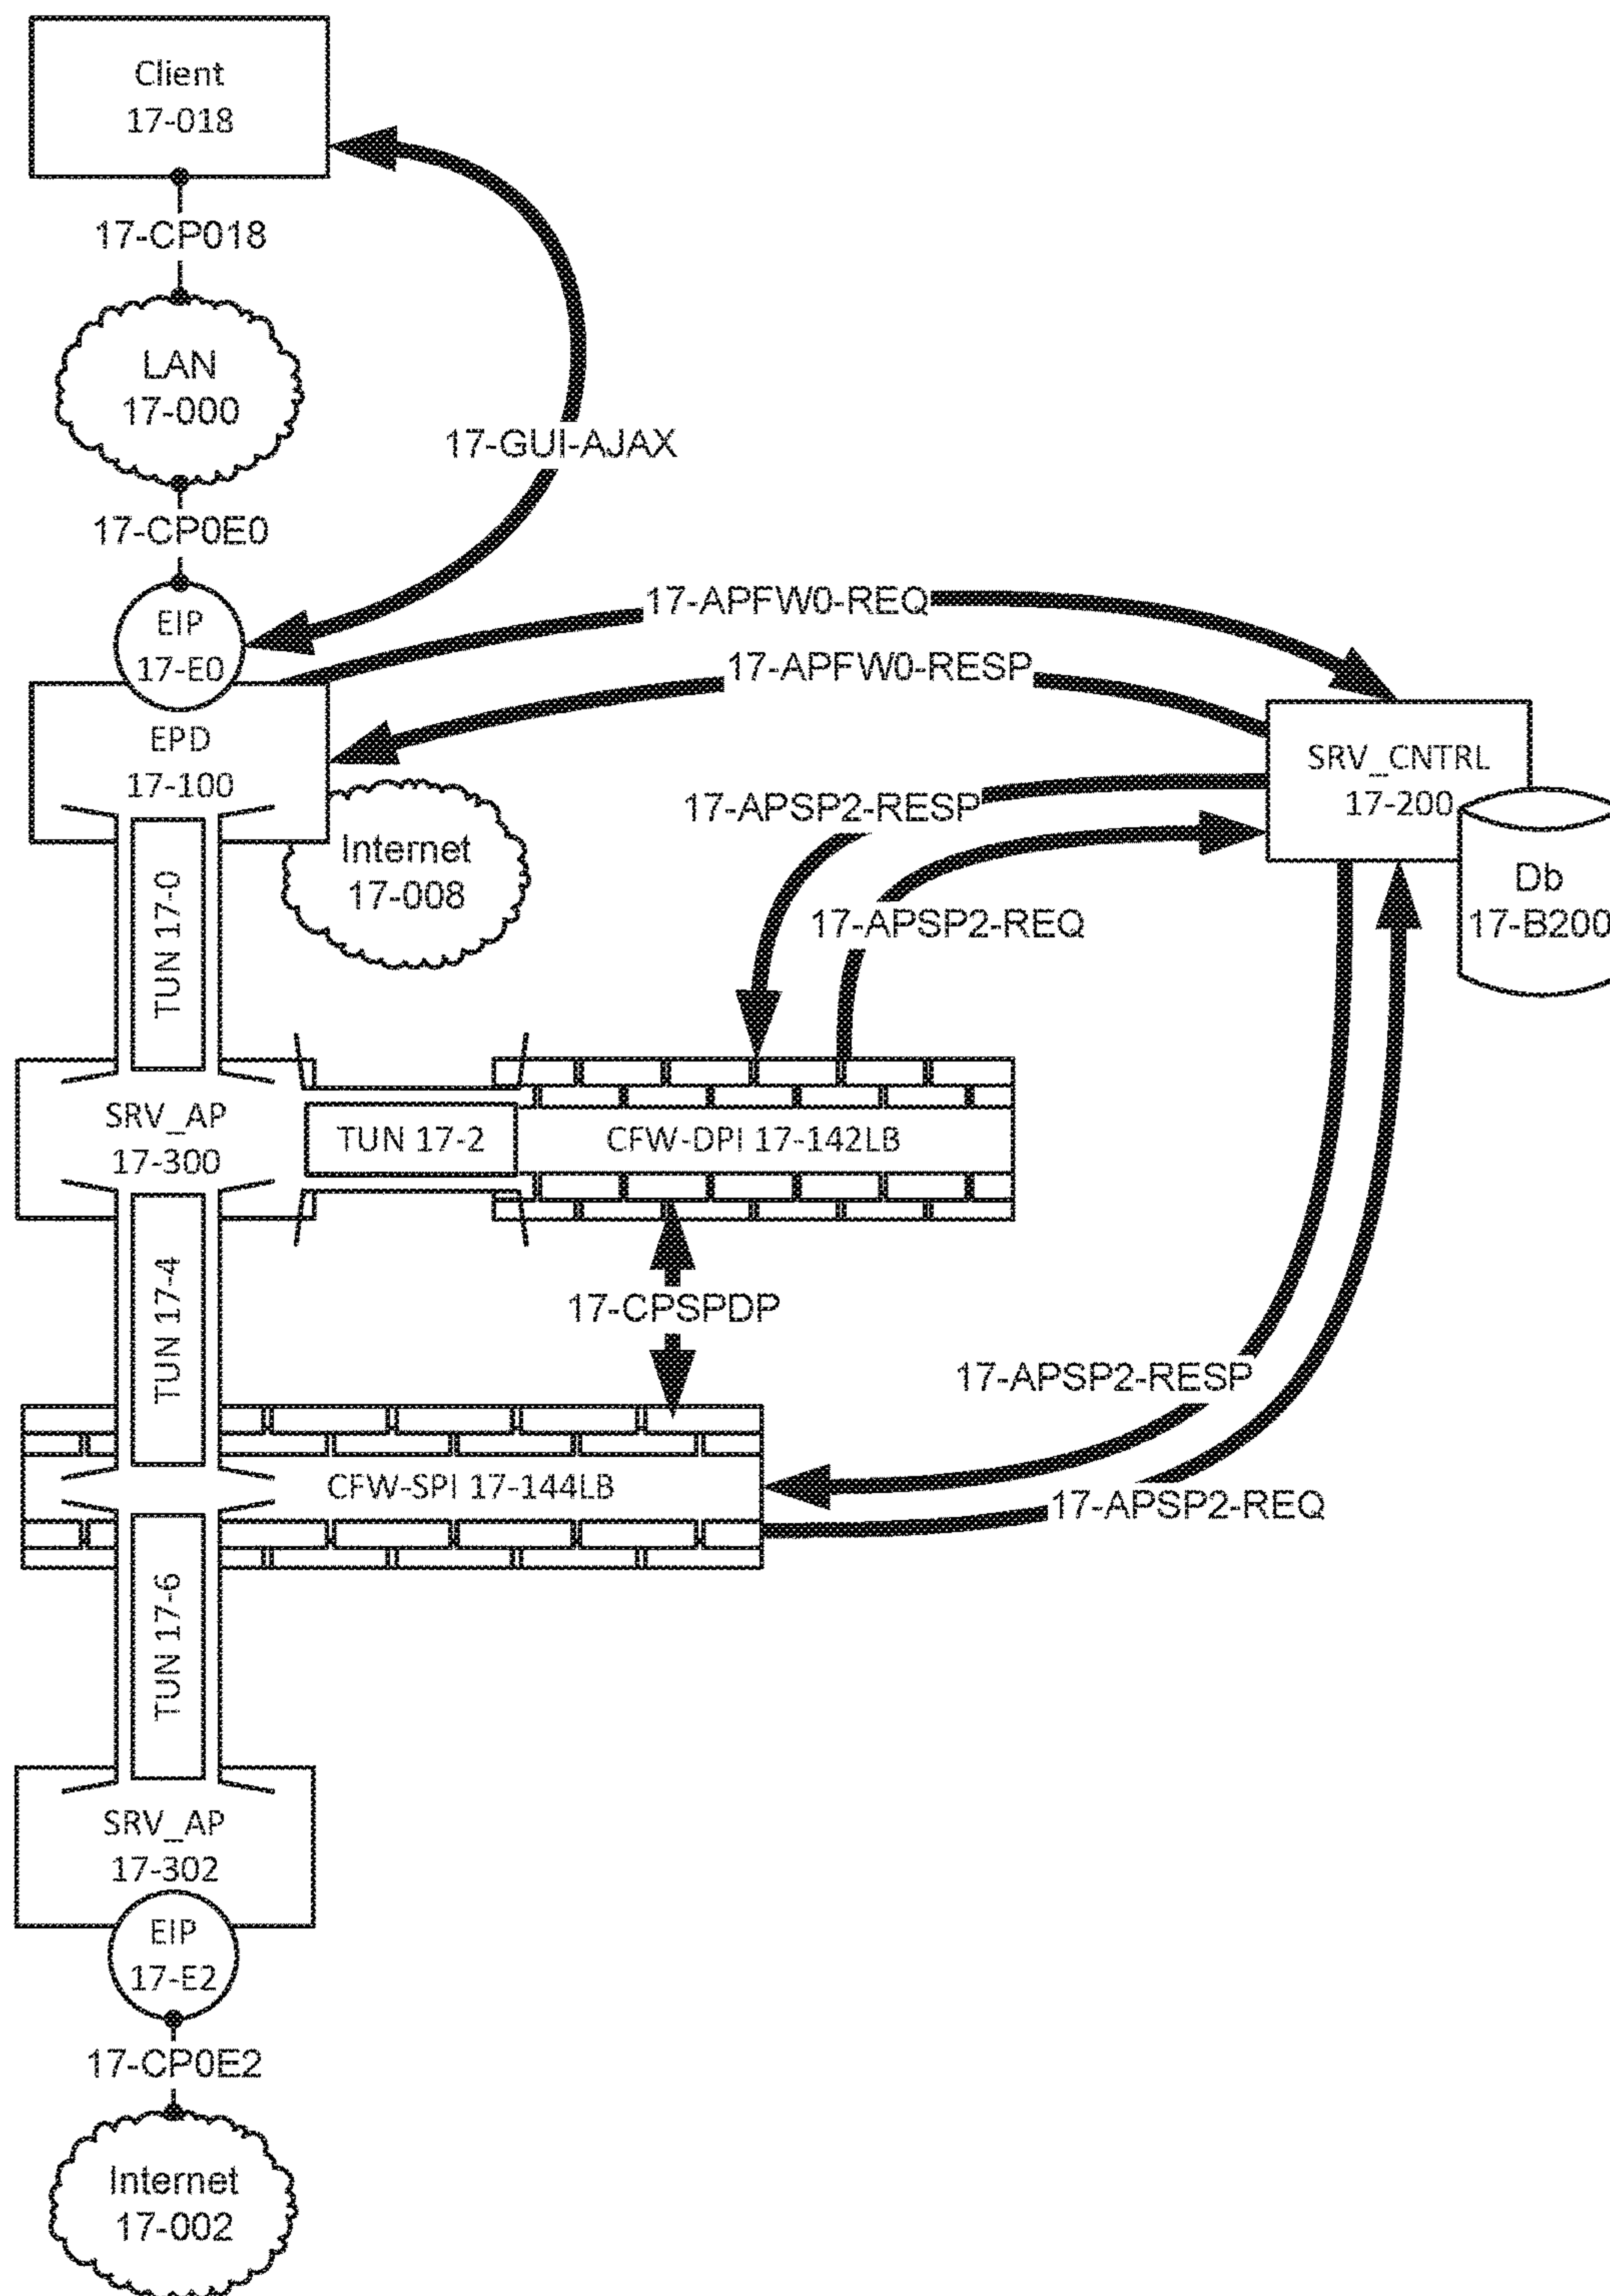 Client
17-018
17-CP018
LAN
17-000
17-GUI-AJAX
17-CP0E0
EIP
17-E0
17-APFW0-REQ
17-APFW0-RESP
EPD
17-100
SRV_CNTRL
17-200
Internet
17-008
17-APSP2-RESP
17-APSP2-REQ
Db
17-B200
TUN 17-0
SRV_AP
17-300
TUN 17-2
CFW-DPI 17-142LB
TUN 17-4
17-CPSPDP
17-APSP2-RESP
CFW-SPI 17-144LB
17-APSP2-REQ
TUN 17-6
SRV_AP
17-302
EIP
17-E2
17-CP0E2
Internet
17-002